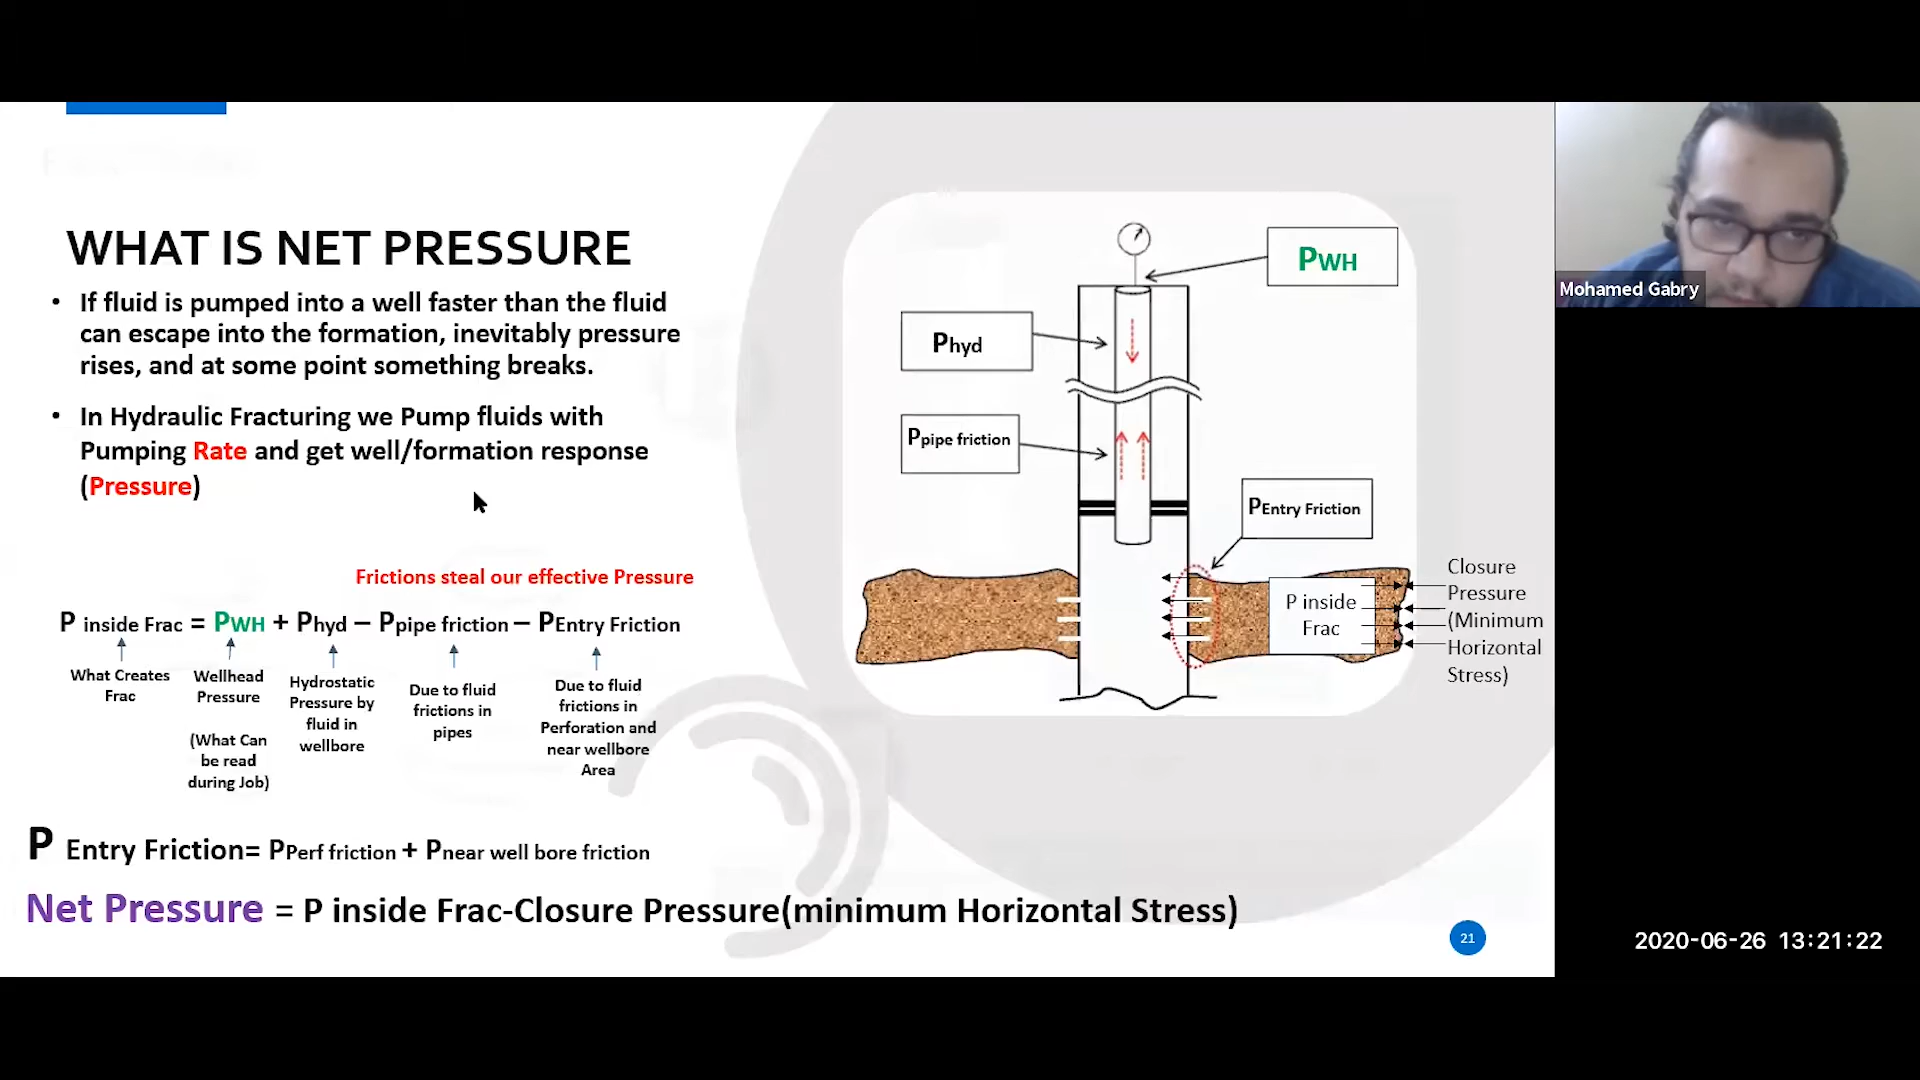 WHAT IS NET PRESSURE
• If fluid is pumped into a well faster than the fluid
can escape into the formation, inevitably pressure
rises, and at some point something breaks.
• In Hydraulic Fracturing we Pump fluids with
Pumping Rate and get well/formation response
(Pressure)
Frictions steal our effective Pressure
P inside Frac = PWH + Phyd – Ppipe friction – PEntry Friction
What Creates
Frac
Wellhead
Pressure
(What Can
be read
during Job)
Hydrostatic
Pressure by
fluid in
wellbore
Due to fluid
frictions in
pipes
Due to fluid
frictions in
Perforation and
near wellbore
Area
P Entry Friction= PPerf friction + Pnear well bore friction
Net Pressure = P inside Frac-Closure Pressure(minimum Horizontal Stress)
PWH
Phyd
Ppipe friction
PEntry Friction
P inside
Frac
Closure
Pressure
(Minimum
Horizontal
Stress)
21
Mohamed Gabry
2020-06-26 13:21:22